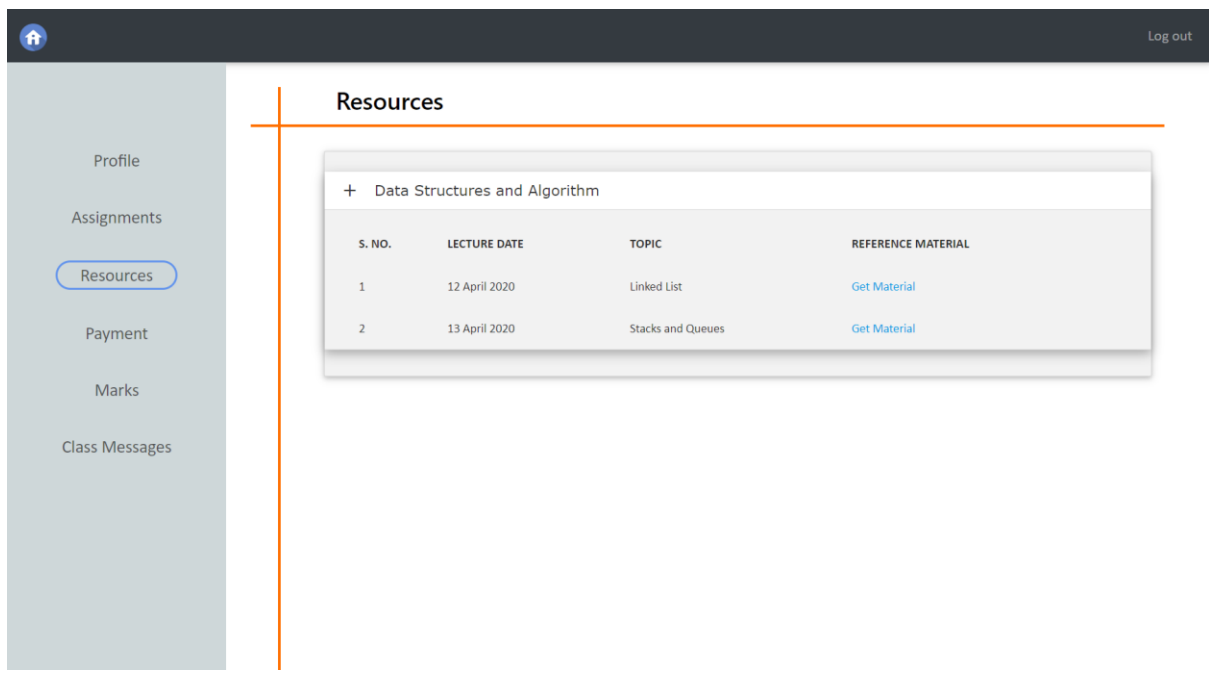 Log out
Profile
Assignments
Resources
Payment
Marks
Class Messages
Resources
+ Data Structures and Algorithm
S. NO. LECTURE DATE TOPIC REFERENCE MATERIAL
1 12 April 2020 Linked List Get Material
2 13 April 2020 Stacks and Queues Get Material